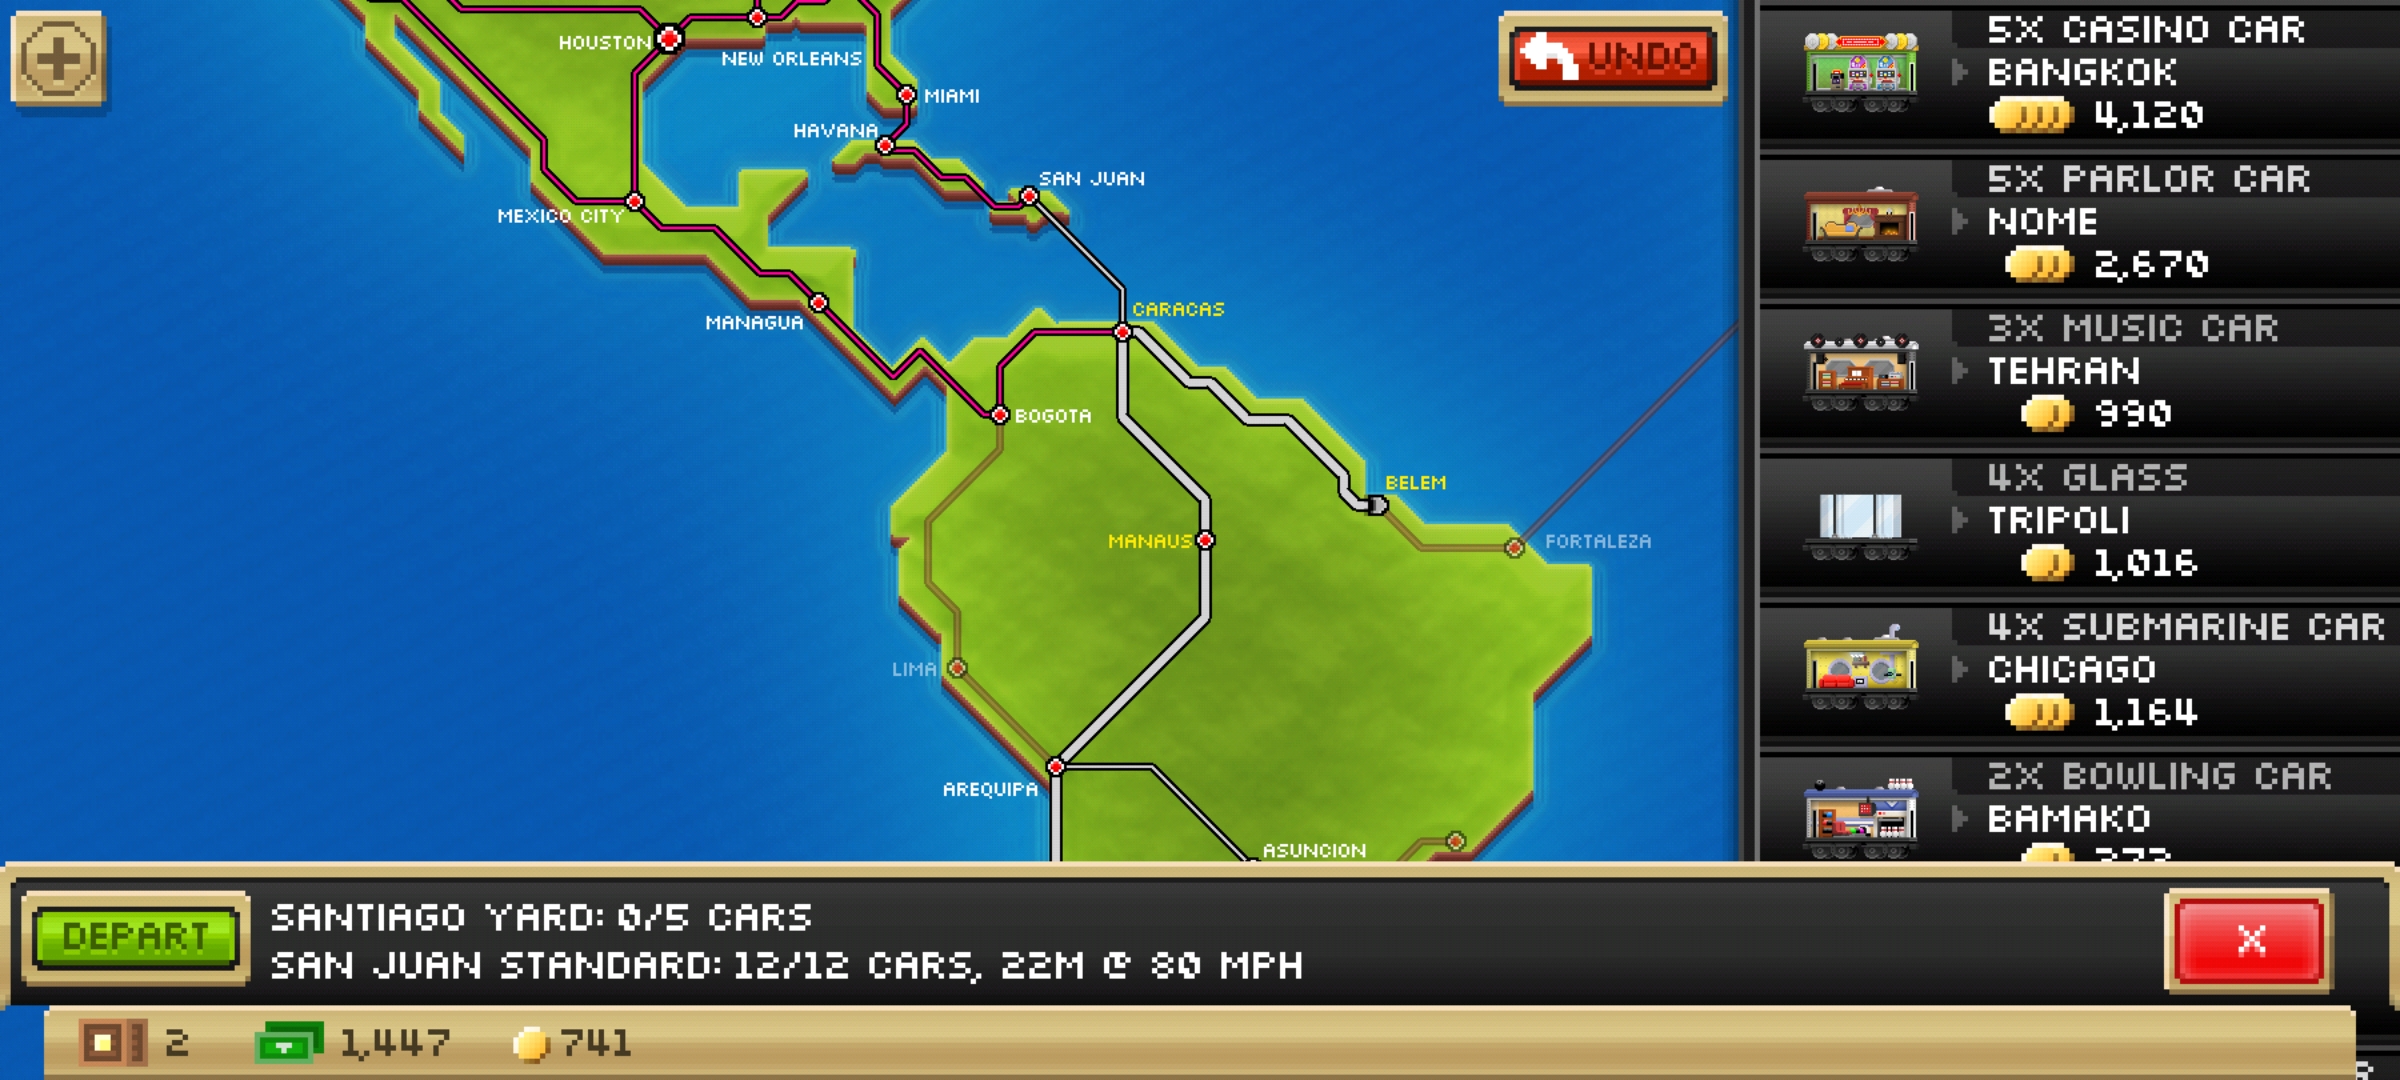 HOUSTON
NEW ORLEANS
MIAMI
HAVANA
SAN JUAN
MEXICO CITY
MANAGUA
CARACAS
BOGOTA
BELEM
MANAUS
FORTALEZA
LIMA
AREQUIPA
ASUNCION
UNDO
5X CASINO CAR
BANGKOK
4,120
5X PARLOR CAR
NOME
2,670
3X MUSIC CAR
TEHRAN
990
4X GLASS
TRIPOLI
1,016
4X SUBMARINE CAR
CHICAGO
1,164
2X BOWLING CAR
BAMAKO
DEPART
SANTIAGO YARD: 0/5 CARS
SAN JUAN STANDARD: 12/12 CARS, 22M @ 80 MPH
X
2
1,447
741